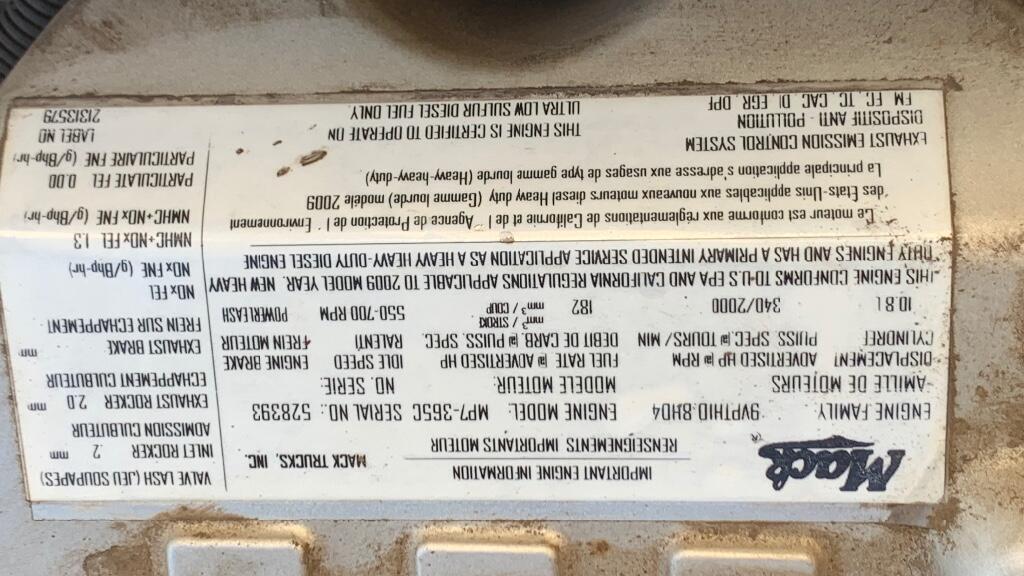 Mack
IMPORTANT ENGINE INFORMATION
RENSEIGNEMENTS IMPORTANTS MOTEUR
MACK TRUCKS, INC.
ENGINE FAMILY 9VPTH10.8H04 ENGINE MODEL: MP7-365C SERIAL NO.: 528393
AMILLE DE MOTEURS MODELE MOTEUR: NO. SERIE:
DISPLACEMENT ADVERTISED HP @ RPM FUEL RATE @ ADVERTISED HP IDLE SPEED ENGINE BRAKE
CYLINDREE PUISS. SPEC. @ TOURS / MIN DEBIT DE CARB. @ PUISS. SPEC. RALENTI FREIN MOTEUR
10.8 L 340/2000 182 mm³ / STROKE 550-700 RPM POWERLEASH
mm³ / COUP
THIS ENGINE CONFORMS TO U.S EPA AND CALIFORNIA REGULATIONS APPLICABLE TO 2009 MODEL YEAR NEW HEAVY
DUTY ENGINES AND HAS A PRIMARY INTENDED SERVICE APPLICATION AS A HEAVY HEAVY-DUTY-DIESEL ENGINE
Ce moteur est conforme aux réglementations de Californie et de l' Agence de Protection de l' Environnement
des États-Unis applicables aux nouveaux moteurs diesel Heavy Heavy duty (Gamme lourde) modèle 2009
La principale application s'adresse aux usages de type gamme lourde (Heavy-heavy-duty)
EXHAUST EMISSION CONTROL SYSTEM
DISPOSITIF ANTI - POLLUTION
EM, EC, TC, CAC, DI, EGR, DPF
THIS ENGINE IS CERTIFIED TO OPERATE ON
ULTRA LOW SULFUR DIESEL FUEL ONLY.
VALVE LASH (JEU SOUPAPES)
INLET ROCKER .2 mm
ADMISSION CULBUTEUR
EXHAUST ROCKER 2.0 mm
ECHAPPEMENT CULBUTEUR
EXHAUST BRAKE mm
FREIN SUR ECHAPPEMENT
NOx FEL
NOx FNE (g/Bhp-hr)
NMHC+NOx FEL 1.3
NMHC+NOx FNE (g/Bhp-hr)
PARTICULATE FEL 0.00
PARTICULAIRE FNE (g/Bhp-hr)
LABEL NO
21313579